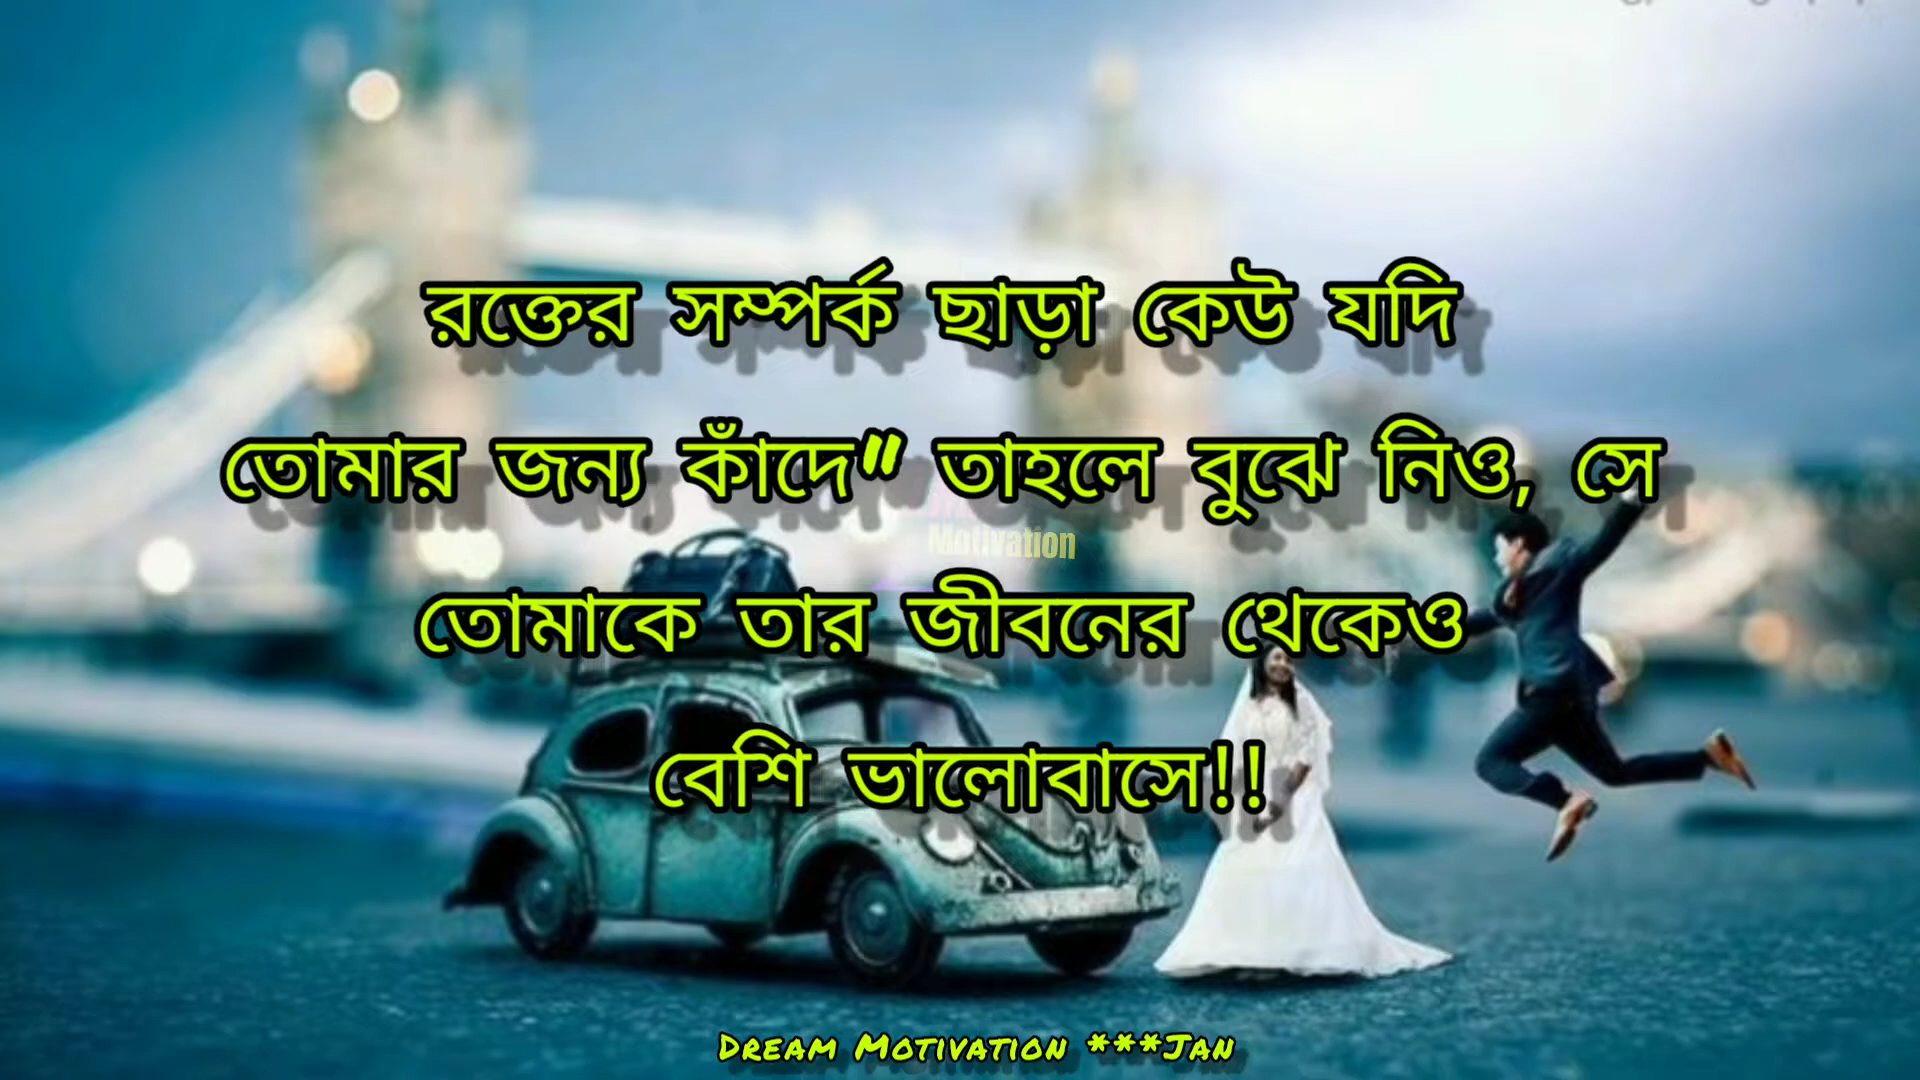 রক্তের সম্পর্ক ছাড়া কেউ যদি
তোমার জন্য কাঁদে" তাহলে বুঝে নিও, সে
Motivation
তোমাকে তার জীবনের থেকেও
বেশি ভালোবাসে!!
Dream Motivation ***Jan